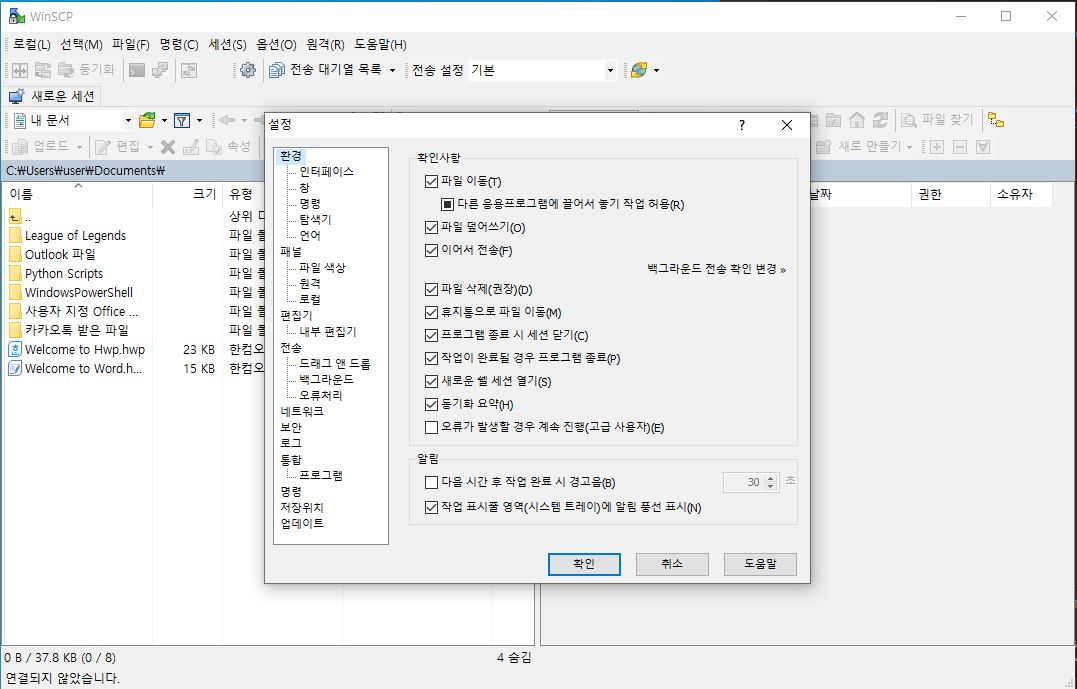 WinSCP
로컬(L) 선택(M) 파일(F) 명령(C) 세션(S) 옵션(O) 원격(R) 도움말(H)
동기화 전송 대기열 목록 전송 설정 기본
새로운 세션
내 문서 파일 찾기
업로드 편집 속성 새로 만들기
C:₩Users₩user₩Documents₩
이름 크기 유형 날짜 권한 소유자
.. 상위
League of Legends 파일
Outlook 파일 파일
Python Scripts 파일
WindowsPowerShell 파일
사용자 지정 Office ... 파일
카카오톡 받은 파일 파일
Welcome to Hwp.hwp 23 KB 한컴오
Welcome to Word.h... 15 KB 한컴오
0 B / 37.8 KB (0 / 8) 4 숨김
연결되지 않았습니다.
설정 ?
환경
인터페이스
창
명령
탐색기
언어
패널
파일 색상
원격
로컬
편집기
내부 편집기
전송
드래그 앤 드롭
백그라운드
오류처리
네트워크
보안
로그
통합
프로그램
명령
저장위치
업데이트
확인사항
파일 이동(T)
다른 응용프로그램에 끌어서 놓기 작업 허용(R)
파일 덮어쓰기(O)
이어서 전송(F)
백그라운드 전송 확인 변경 »
파일 삭제(권장)(D)
휴지통으로 파일 이동(M)
프로그램 종료 시 세션 닫기(C)
작업이 완료될 경우 프로그램 종료(P)
새로운 쉘 세션 열기(S)
동기화 요약(H)
오류가 발생할 경우 계속 진행(고급 사용자)(E)
알림
다음 시간 후 작업 완료 시 경고음(B) 30 초
작업 표시줄 영역(시스템 트레이)에 알림 풍선 표시(N)
확인 취소 도움말